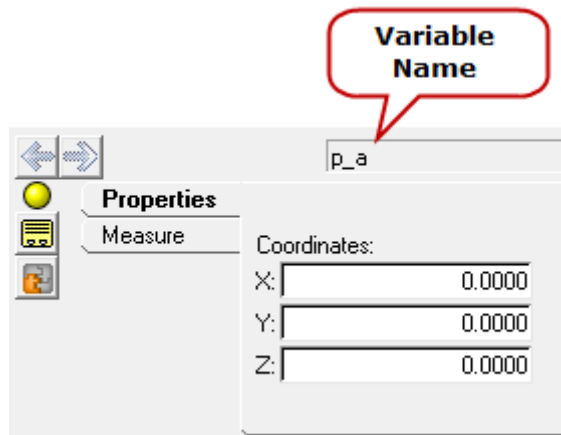 Variable
Name
p_a
Properties
Measure
Coordinates:
X: 0.0000
Y: 0.0000
Z: 0.0000